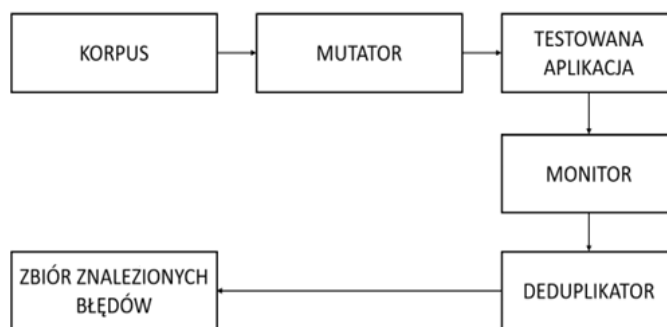 KORPUS
MUTATOR
TESTOWANA
APLIKACJA
MONITOR
DEDUPLIKATOR
ZBIÓR ZNALEZIONYCH
BŁĘDÓW